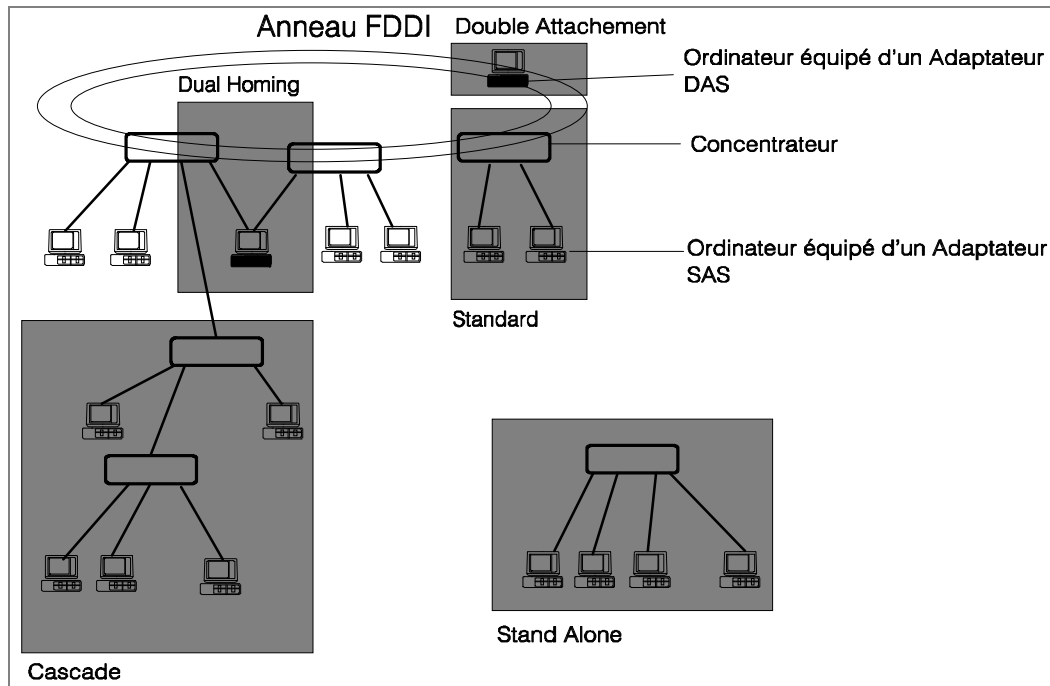 Anneau FDDI
Double Attachement
Ordinateur équipé d'un Adaptateur
DAS
Dual Homing
Concentrateur
Ordinateur équipé d'un Adaptateur
SAS
Standard
Stand Alone
Cascade